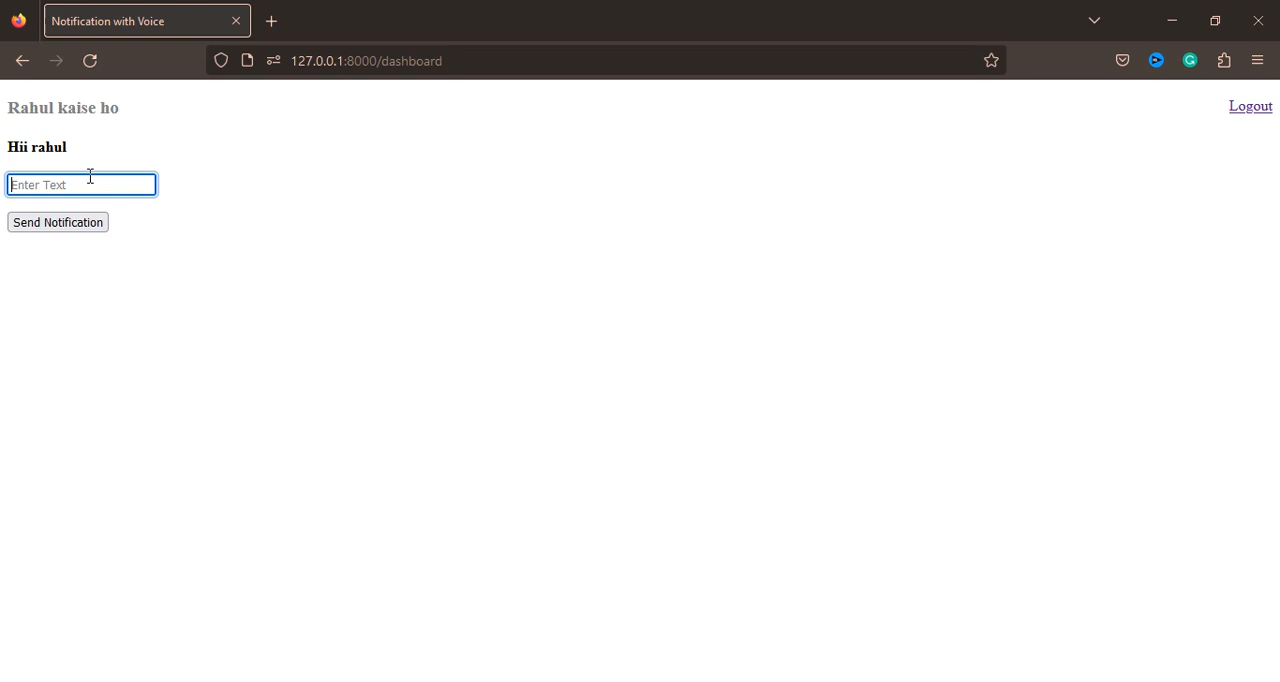 Notification with Voice
127.0.0.1:8000/dashboard
Rahul kaise ho
Logout
Hii rahul
Enter Text
Send Notification